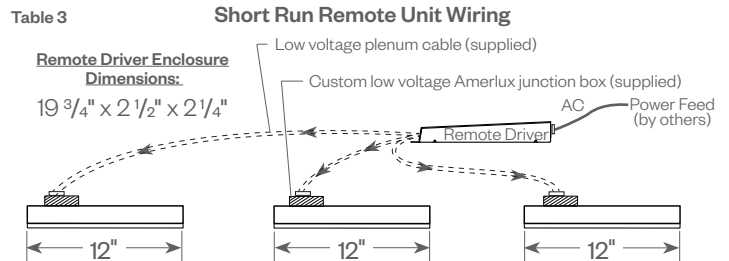 Table 3
Short Run Remote Unit Wiring
Low voltage plenum cable (supplied)
Remote Driver Enclosure
Dimensions:
19 3/4" x 2 1/2" x 2 1/4"
Custom low voltage Amerlux junction box (supplied)
AC
Power Feed
(by others)
Remote Driver
12"
12"
12"